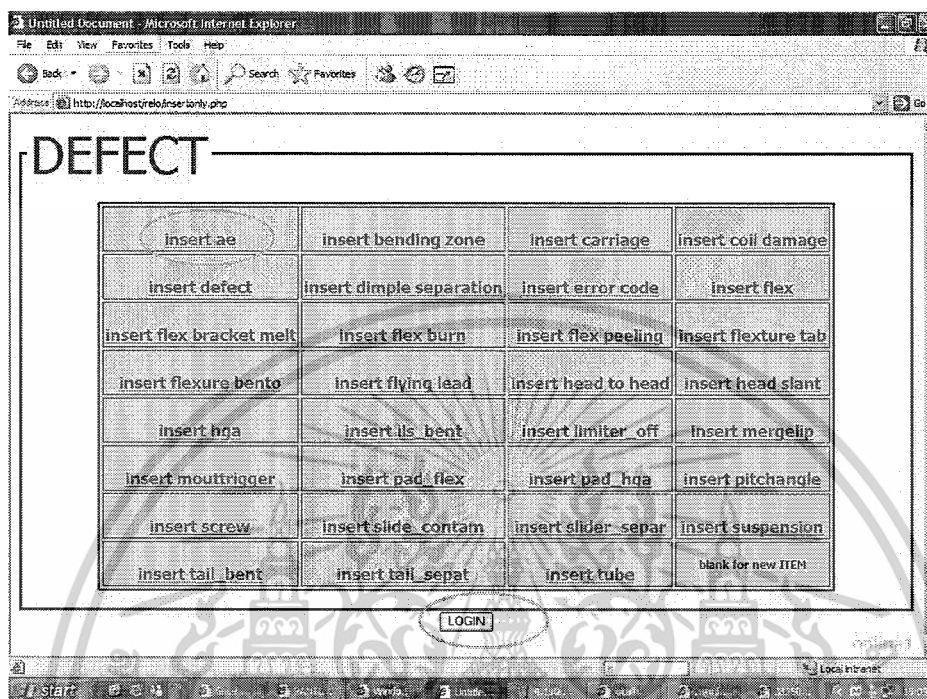 Untitled Document - Microsoft Internet Explorer
File Edit View Favorites Tools Help
Back Search Favorites
Address http://localhost/relo/insertonly.php Go
DEFECT
insert ae insert bending zone insert carriage insert coil damage
insert defect insert dimple separation insert error code insert flex
insert flex bracket melt insert flex burn insert flex peeling insert flexture tab
insert flexure bento insert flying lead insert head to head insert head slant
insert hga insert ils_bent insert limiter_off insert mergelip
insert mouttrigger insert pad_flex insert pad_hga insert pitchangle
insert screw insert slide_contam insert slider_separ insert suspension
insert tail_bent insert tail_sepat insert tube blank for new ITEM
LOGIN
Local intranet
start